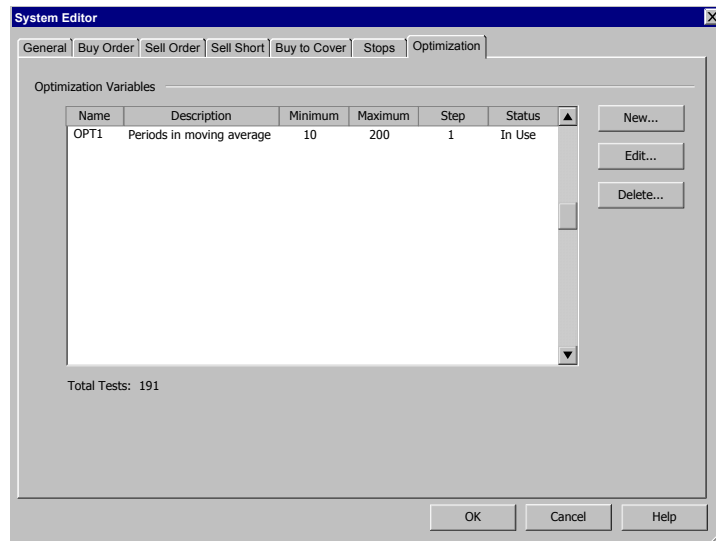 System Editor
General Buy Order Sell Order Sell Short Buy to Cover Stops Optimization
Optimization Variables
Name Description Minimum Maximum Step Status
New...
OPT1 Periods in moving average 10 200 1 In Use
Edit...
Delete...
Total Tests: 191
OK Cancel Help